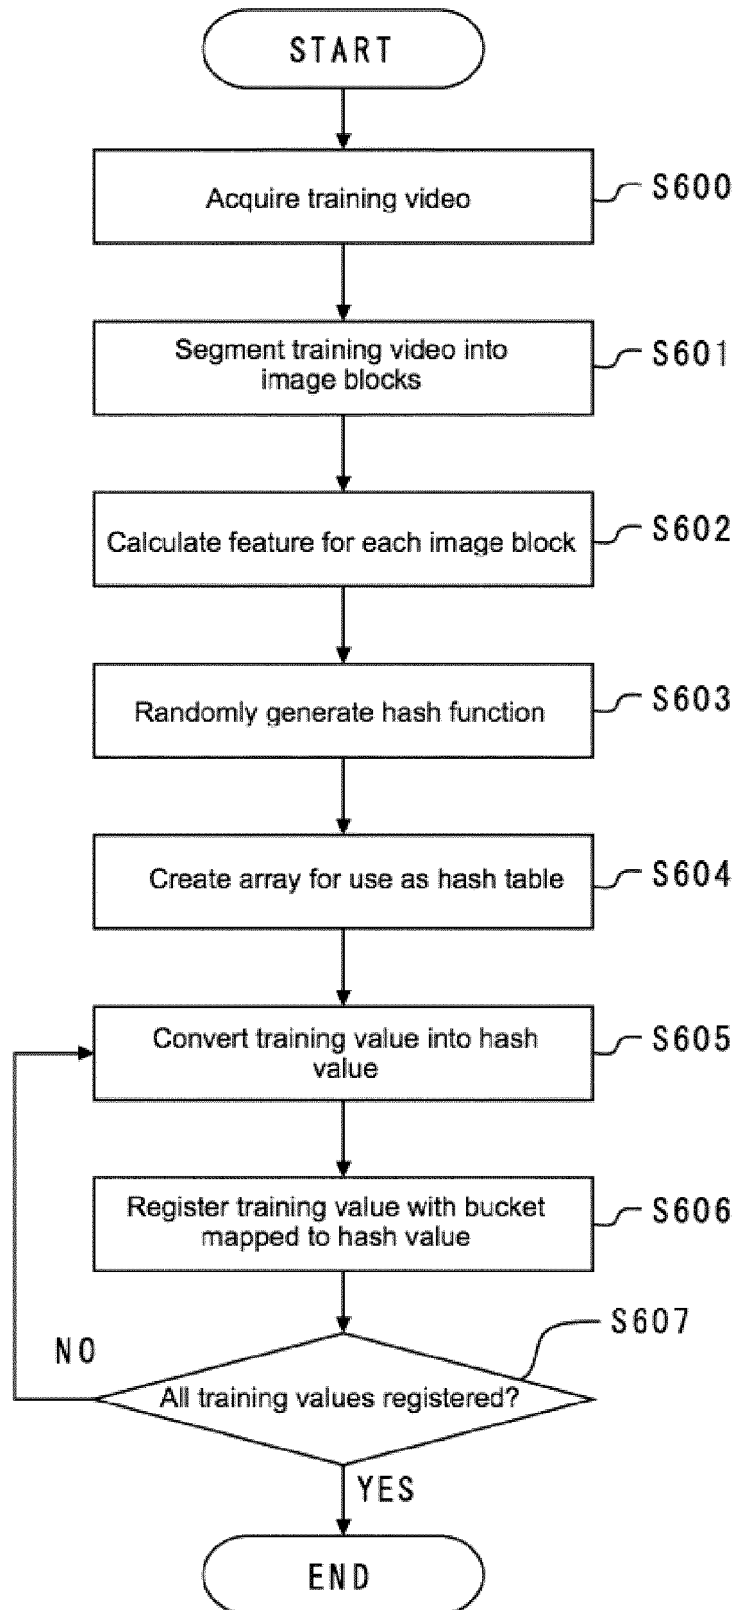 START
Acquire training video
S600
Segment training video into
image blocks
S601
Calculate feature for each image block
S602
Randomly generate hash function
S603
Create array for use as hash table
S604
Convert training value into hash
value
S605
Register training value with bucket
mapped to hash value
S606
S607
NO
All training values registered?
YES
END